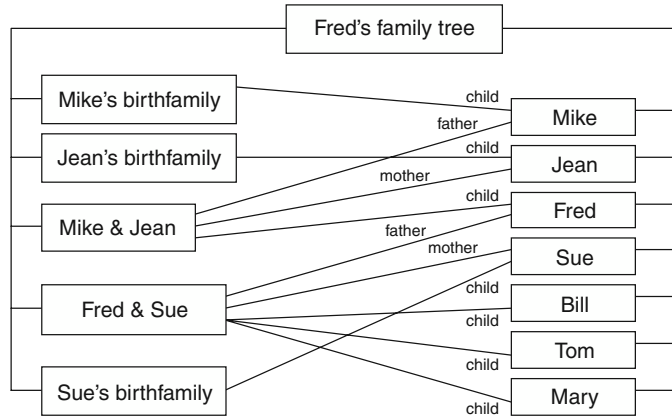 Fred's family tree
Mike's birthfamily
child
Mike
father
Jean's birthfamily
child
Jean
mother
Mike & Jean
child
Fred
father
mother
Sue
Fred & Sue
child
Bill
child
Tom
child
Sue's birthfamily
child
Mary